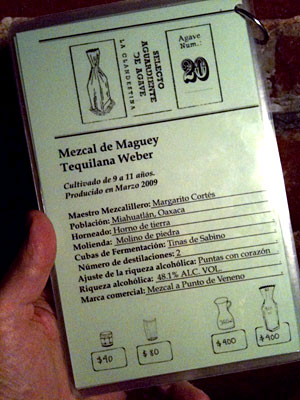 LA CLANDESTINA
SELECTO
AGUARDIENTE
DE AGAVE
Agave
Num.:
20
Mezcal de Maguey
Tequilana Weber
Cultivado de 9 a 11 años.
Producido en Marzo 2009
Maestro Mezcalillero: Margarito Cortés
Población: Miahuatlán, Oaxaca
Horneado: Horno de tierra
Molienda: Molino de piedra
Cubas de Fermentación: Tinas de Sabino
Número de destilaciones: 2
Ajuste de la riqueza alcohólica: Puntas con corazón
Riqueza alcohólica: 48.1% ALC. VOL.
Marca comercial: Mezcal a Punto de Veneno
$40 $80 $400 $900